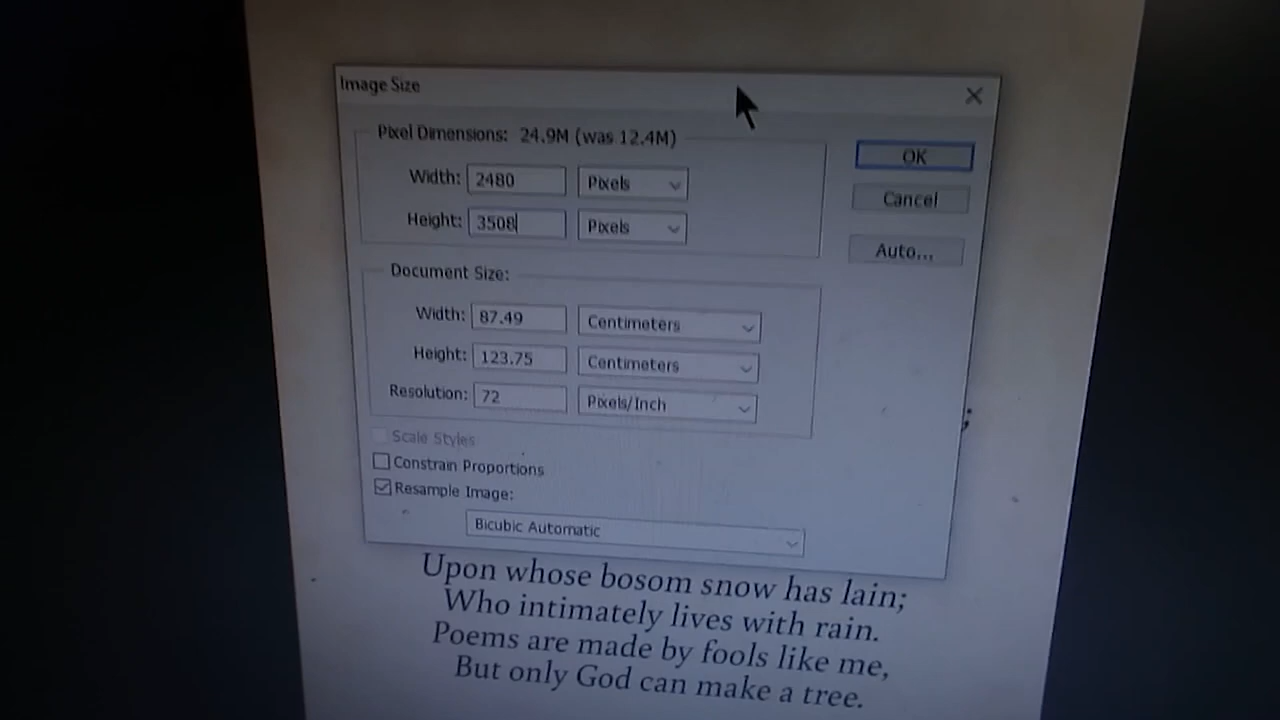 Image Size
Pixel Dimensions: 24.9M (was 12.4M)
Width: 2480 Pixels
Height: 3508 Pixels
OK
Cancel
Auto...
Document Size:
Width: 87.49 Centimeters
Height: 123.75 Centimeters
Resolution: 72 Pixels/Inch
Scale Styles
Constrain Proportions
Resample Image:
Bicubic Automatic
;
Upon whose bosom snow has lain;
Who intimately lives with rain.
Poems are made by fools like me,
But only God can make a tree.